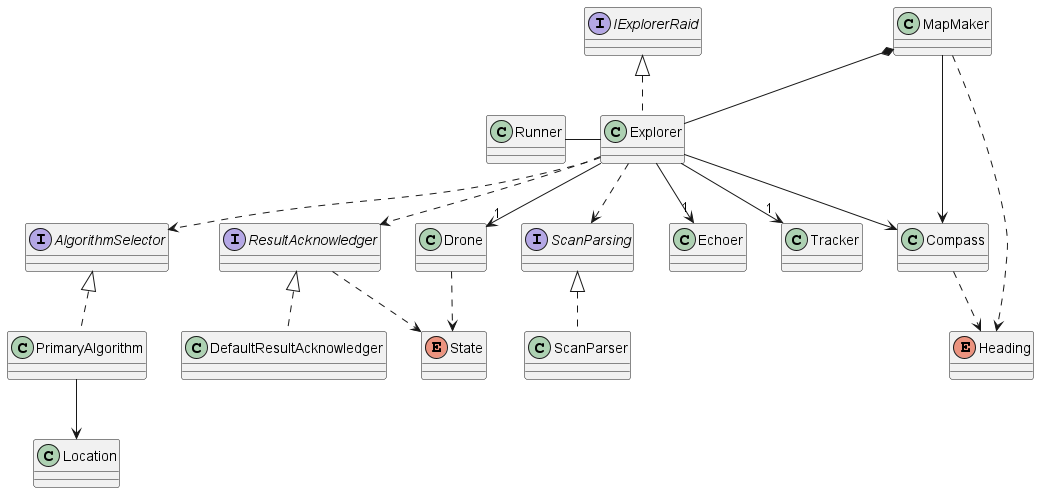 I IExplorerRaid
C MapMaker
C Runner
C Explorer
1
1
1
I AlgorithmSelector
I ResultAcknowledger
C Drone
I ScanParsing
C Echoer
C Tracker
C Compass
C PrimaryAlgorithm
C DefaultResultAcknowledger
E State
C ScanParser
E Heading
C Location